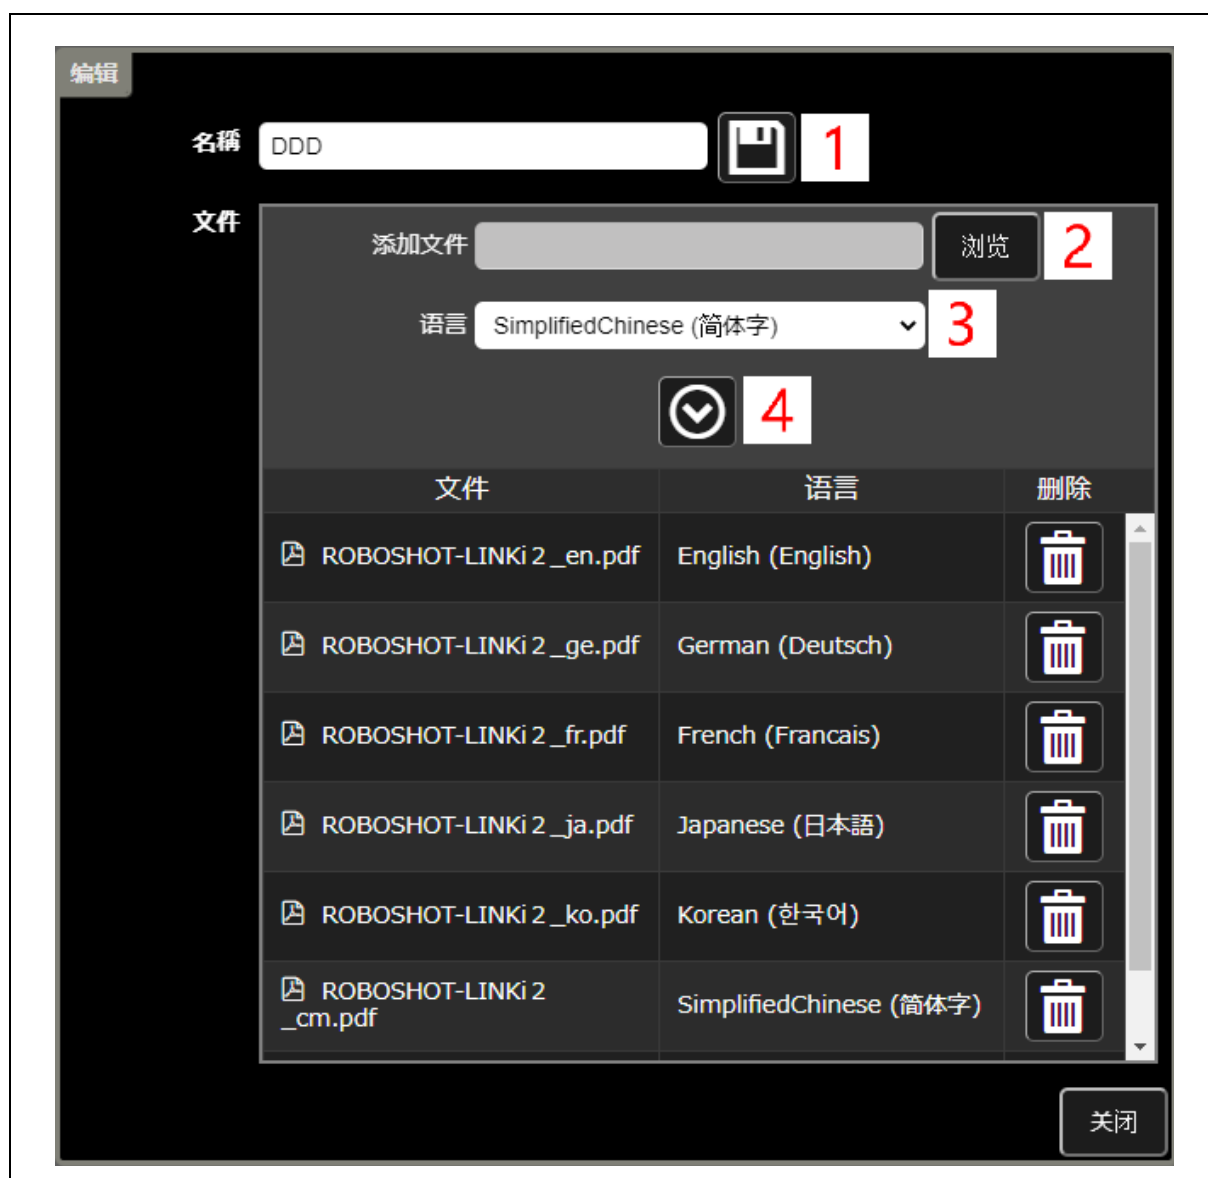 编辑
名稱 DDD 1
文件
添加文件 浏览 2
语言 SimplifiedChinese (简体字) 3
4
文件 语言 删除
ROBOSHOT-LINKi 2 _en.pdf English (English)
ROBOSHOT-LINKi 2 _ge.pdf German (Deutsch)
ROBOSHOT-LINKi 2 _fr.pdf French (Francais)
ROBOSHOT-LINKi 2 _ja.pdf Japanese (日本語)
ROBOSHOT-LINKi 2 _ko.pdf Korean (한국어)
ROBOSHOT-LINKi 2
_cm.pdf SimplifiedChinese (简体字)
关闭